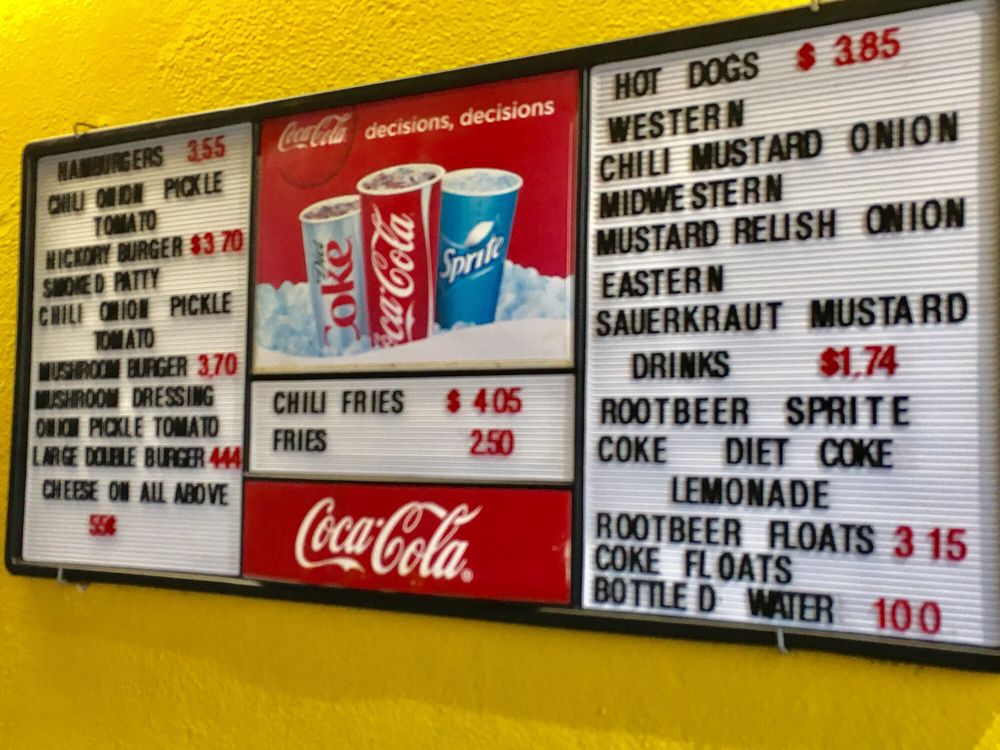 HAMBURGERS 3.55
CHILI ONION PICKLE
TOMATO
HICKORY BURGER $3.70
SMOKED PATTY
CHILI ONION PICKLE
TOMATO
MUSHROOM BURGER 3.70
MUSHROOM DRESSING
ONION PICKLE TOMATO
LARGE DOUBLE BURGER 444
CHEESE ON ALL ABOVE
55¢
Coca-Cola decisions, decisions
Diet Coke
Coca-Cola
Sprite
CHILI FRIES $ 4.05
FRIES 2.50
Coca-Cola®
HOT DOGS $ 3.85
WESTERN
CHILI MUSTARD ONION
MIDWESTERN
MUSTARD RELISH ONION
EASTERN
SAUERKRAUT MUSTARD
DRINKS $1.74
ROOTBEER SPRITE
COKE DIET COKE
LEMONADE
ROOTBEER FLOATS 3 15
COKE FLOATS
BOTTLED WATER 100